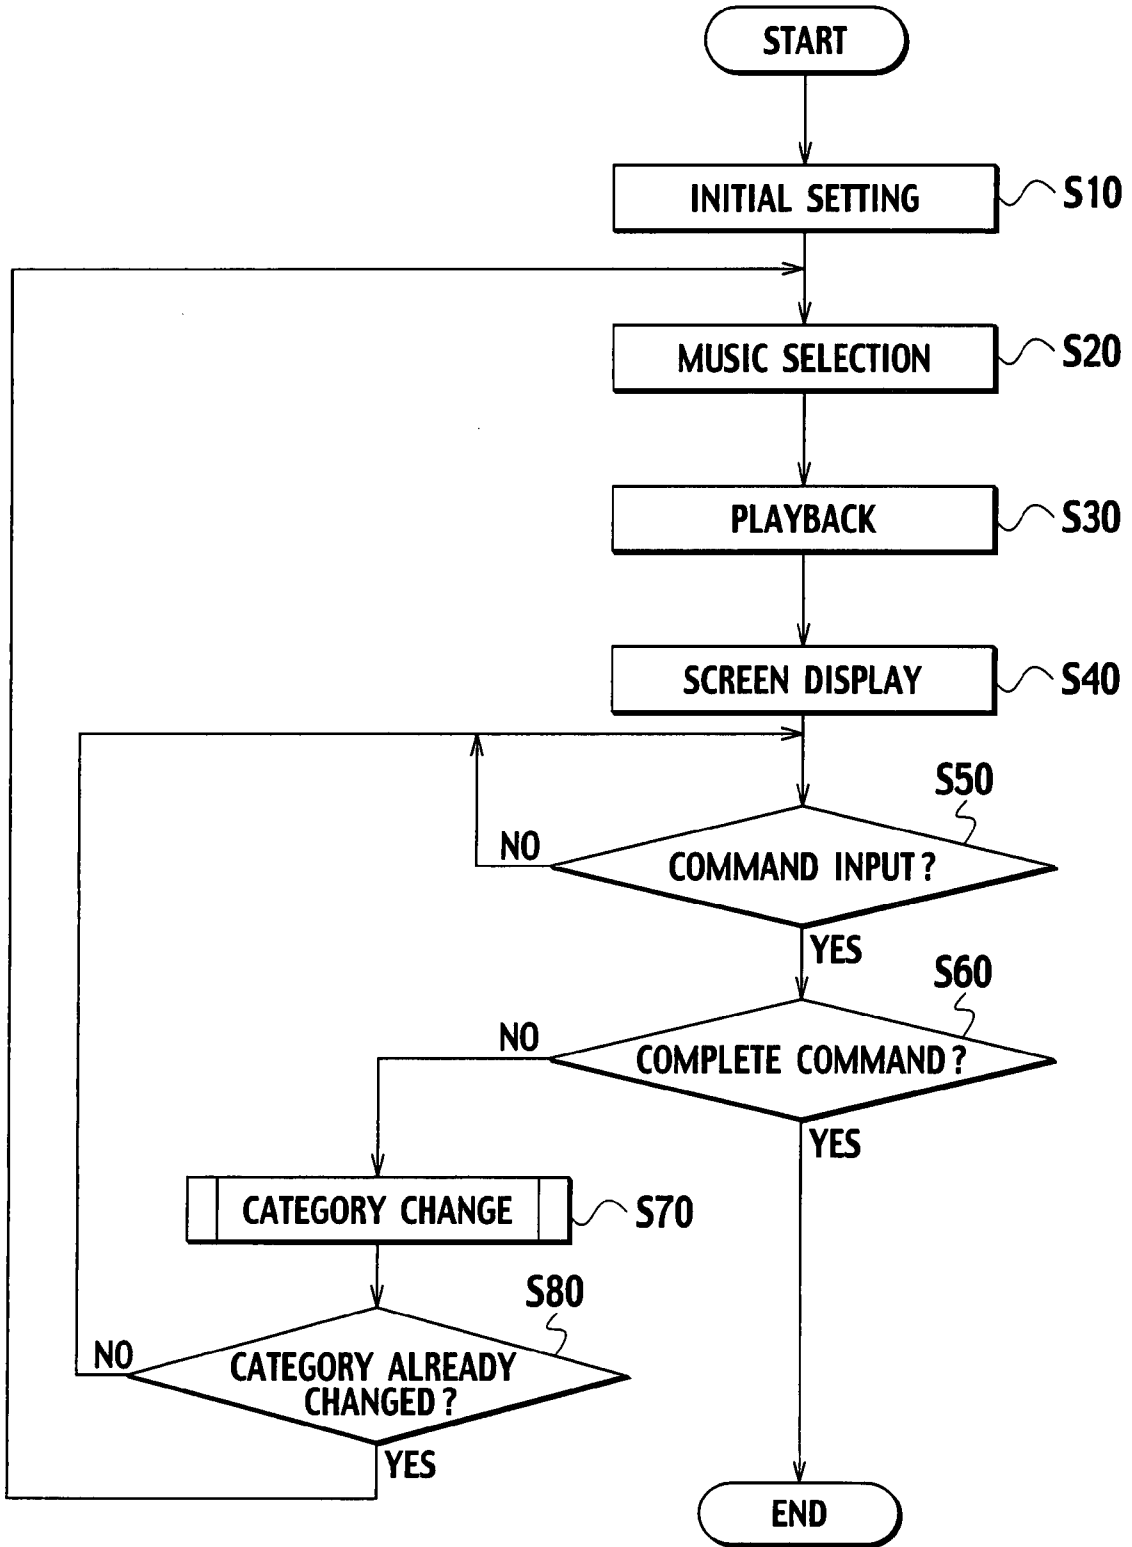 START
INITIAL SETTING
S10
MUSIC SELECTION
S20
PLAYBACK
S30
SCREEN DISPLAY
S40
S50
NO
COMMAND INPUT?
YES
S60
NO
COMPLETE COMMAND?
YES
CATEGORY CHANGE
S70
S80
NO
CATEGORY ALREADY
CHANGED?
YES
END